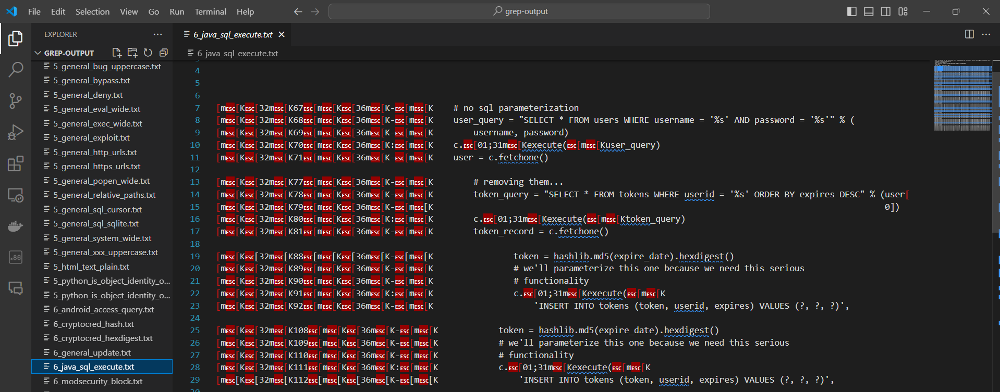 File Edit Selection View Go Run Terminal Help
grep-output
EXPLORER
GREP-OUTPUT
5_general_bug_uppercase.txt
5_general_bypass.txt
5_general_deny.txt
5_general_eval_wide.txt
5_general_exec_wide.txt
5_general_exploit.txt
5_general_http_urls.txt
5_general_https_urls.txt
5_general_popen_wide.txt
5_general_relative_paths.txt
5_general_sql_cursor.txt
5_general_sql_sqlite.txt
5_general_system_wide.txt
5_general_xxx_uppercase.txt
5_html_text_plain.txt
5_python_is_object_identity_o...
5_python_is_object_identity_o...
6_android_access_query.txt
6_cryptocred_hash.txt
6_cryptocred_hexdigest.txt
6_general_update.txt
6_java_sql_execute.txt
6_modsecurity_block.txt
x86
6_java_sql_execute.txt
6_java_sql_execute.txt
4
5
6
7 [mESC[KESC[32mESC[K67ESC[mESC[KESC[36mESC[K-ESC[mESC[K    # no sql parameterization
8 [mESC[KESC[32mESC[K68ESC[mESC[KESC[36mESC[K-ESC[mESC[K    user_query = "SELECT * FROM users WHERE username = '%s' AND password = '%s'" % (
9 [mESC[KESC[32mESC[K69ESC[mESC[KESC[36mESC[K-ESC[mESC[K        username, password)
10 [mESC[KESC[32mESC[K70ESC[mESC[KESC[36mESC[K:ESC[mESC[K    c.ESC[01;31mESC[Kexecute(ESC[mESC[Kuser_query)
11 [mESC[KESC[32mESC[K71ESC[mESC[KESC[36mESC[K-ESC[mESC[K    user = c.fetchone()
12
13 [mESC[KESC[32mESC[K77ESC[mESC[KESC[36mESC[K-ESC[mESC[K        # removing them...
14 [mESC[KESC[32mESC[K78ESC[mESC[KESC[36mESC[K-ESC[mESC[K        token_query = "SELECT * FROM tokens WHERE userid = '%s' ORDER BY expires DESC" % (user[
15 [mESC[KESC[32mESC[K79ESC[mESC[KESC[36mESC[K-ESC[mESC[K        0])
16 [mESC[KESC[32mESC[K80ESC[mESC[KESC[36mESC[K:ESC[mESC[K        c.ESC[01;31mESC[Kexecute(ESC[mESC[Ktoken_query)
17 [mESC[KESC[32mESC[K81ESC[mESC[KESC[36mESC[K-ESC[mESC[K        token_record = c.fetchone()
18
19 [mESC[KESC[32mESC[K88ESC[mESC[KESC[36mESC[K-ESC[mESC[K                token = hashlib.md5(expire_date).hexdigest()
20 [mESC[KESC[32mESC[K89ESC[mESC[KESC[36mESC[K-ESC[mESC[K                # we'll parameterize this one because we need this serious
21 [mESC[KESC[32mESC[K90ESC[mESC[KESC[36mESC[K-ESC[mESC[K                # functionality
22 [mESC[KESC[32mESC[K91ESC[mESC[KESC[36mESC[K:ESC[mESC[K                c.ESC[01;31mESC[Kexecute(ESC[mESC[K
23 [mESC[KESC[32mESC[K92ESC[mESC[KESC[36mESC[K-ESC[mESC[K                    'INSERT INTO tokens (token, userid, expires) VALUES (?, ?, ?)',
24
25 [mESC[KESC[32mESC[K108ESC[mESC[KESC[36mESC[K-ESC[mESC[K            token = hashlib.md5(expire_date).hexdigest()
26 [mESC[KESC[32mESC[K109ESC[mESC[KESC[36mESC[K-ESC[mESC[K            # we'll parameterize this one because we need this serious
27 [mESC[KESC[32mESC[K110ESC[mESC[KESC[36mESC[K-ESC[mESC[K            # functionality
28 [mESC[KESC[32mESC[K111ESC[mESC[KESC[36mESC[K:ESC[mESC[K            c.ESC[01;31mESC[Kexecute(ESC[mESC[K
29 [mESC[KESC[32mESC[K112ESC[mESC[KESC[36mESC[K-ESC[mESC[K                'INSERT INTO tokens (token, userid, expires) VALUES (?, ?, ?)',